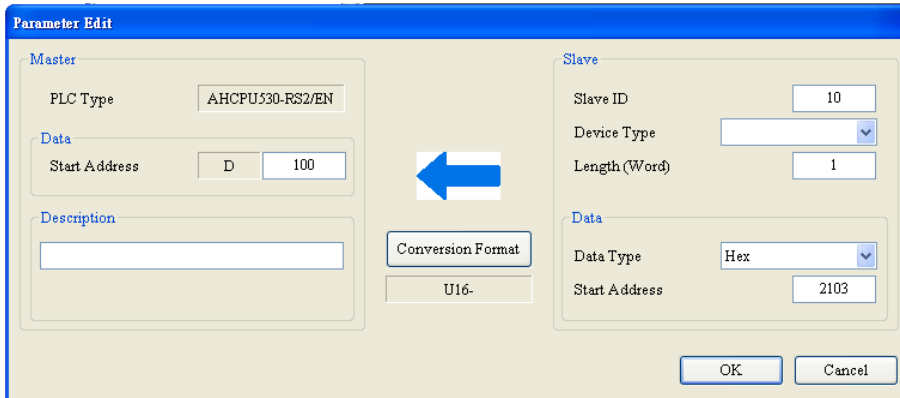 Parameter Edit
Master
PLC Type AHCPU530-RS2/EN
Data
Start Address D 100
Description
Conversion Format
U16-
Slave
Slave ID 10
Device Type
Length (Word) 1
Data
Data Type Hex
Start Address 2103
OK Cancel